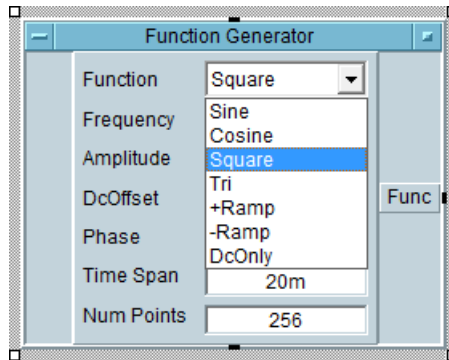 Function Generator
Function Square
Frequency Sine
Cosine
Amplitude Square
Tri
DcOffset +Ramp
Func
Phase -Ramp
DcOnly
Time Span 20m
Num Points 256